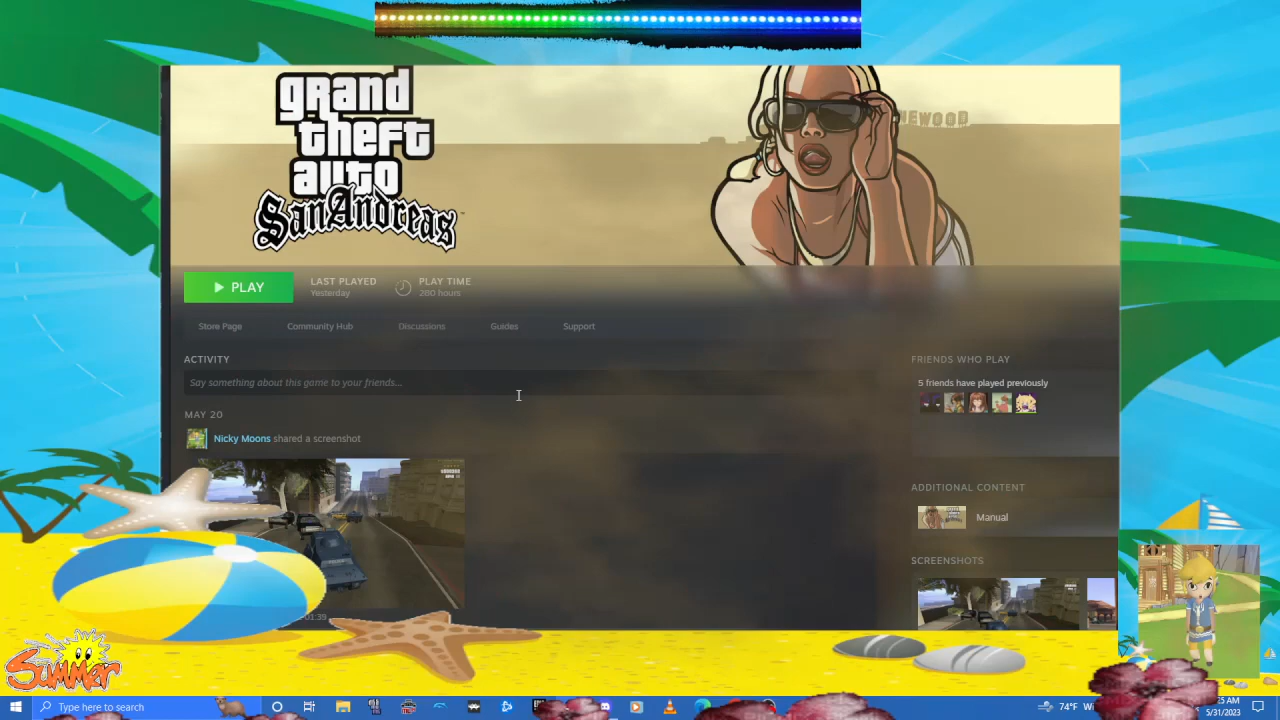 grand
theft
auto
San Andreas
NEWOOD
PLAY
LAST PLAYED
Yesterday
PLAY TIME
280 hours
Store Page
Community Hub
Discussions
Guides
Support
ACTIVITY
Say something about this game to your friends...
MAY 20
Nicky Moons shared a screenshot
FRIENDS WHO PLAY
5 friends have played previously
ADDITIONAL CONTENT
Manual
SCREENSHOTS
Summer
Type here to search
74°F
5/31/2023